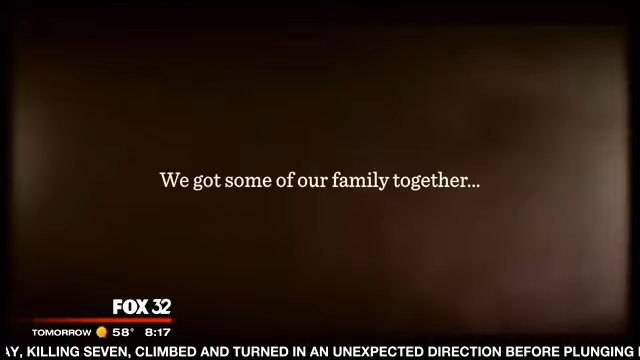 We got some of our family together...
FOX 32
TOMORROW 58° 8:17
AY, KILLING SEVEN, CLIMBED AND TURNED IN AN UNEXPECTED DIRECTION BEFORE PLUNGING